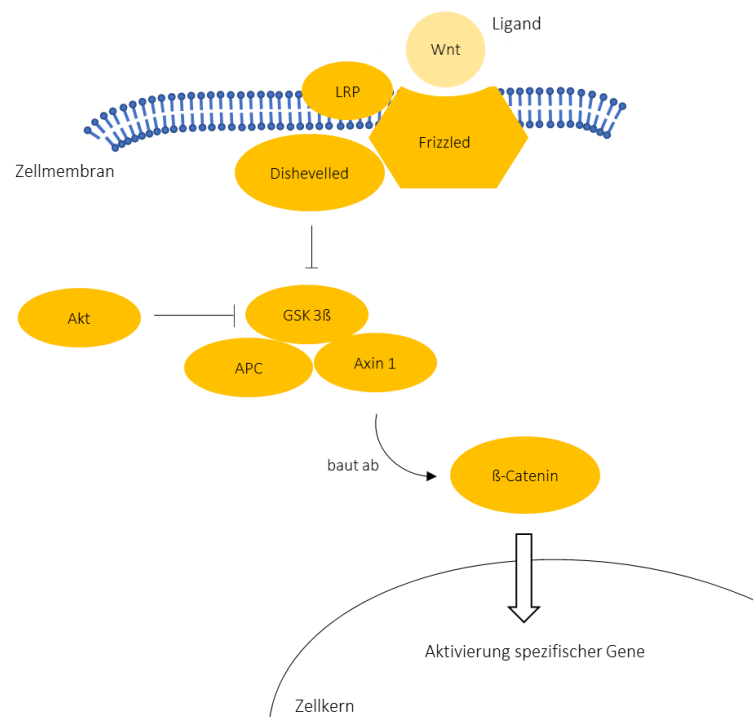 Ligand
Wnt
LRP
Frizzled
Zellmembran
Dishevelled
Akt
GSK 3ß
APC
Axin 1
baut ab
ß-Catenin
Aktivierung spezifischer Gene
Zellkern